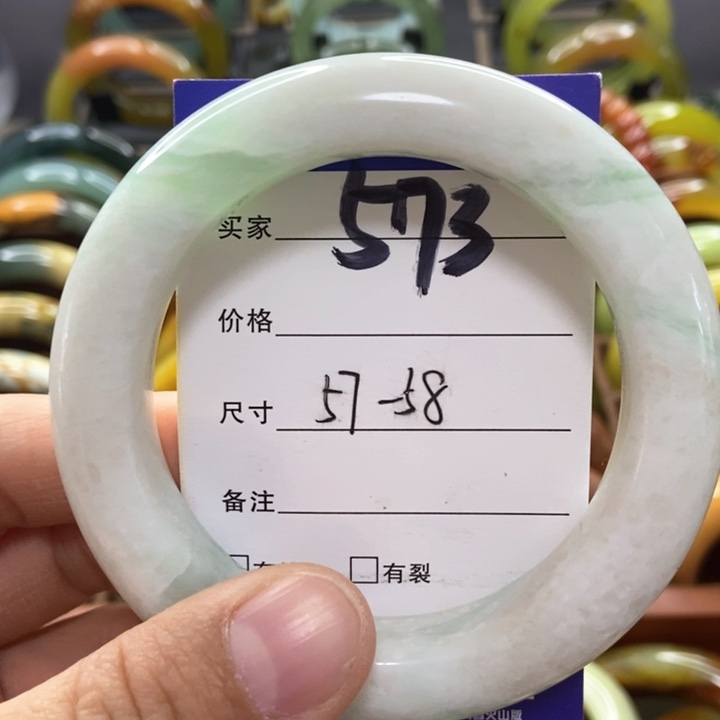 买家 573
价格
尺寸 57-58
备注
□有裂